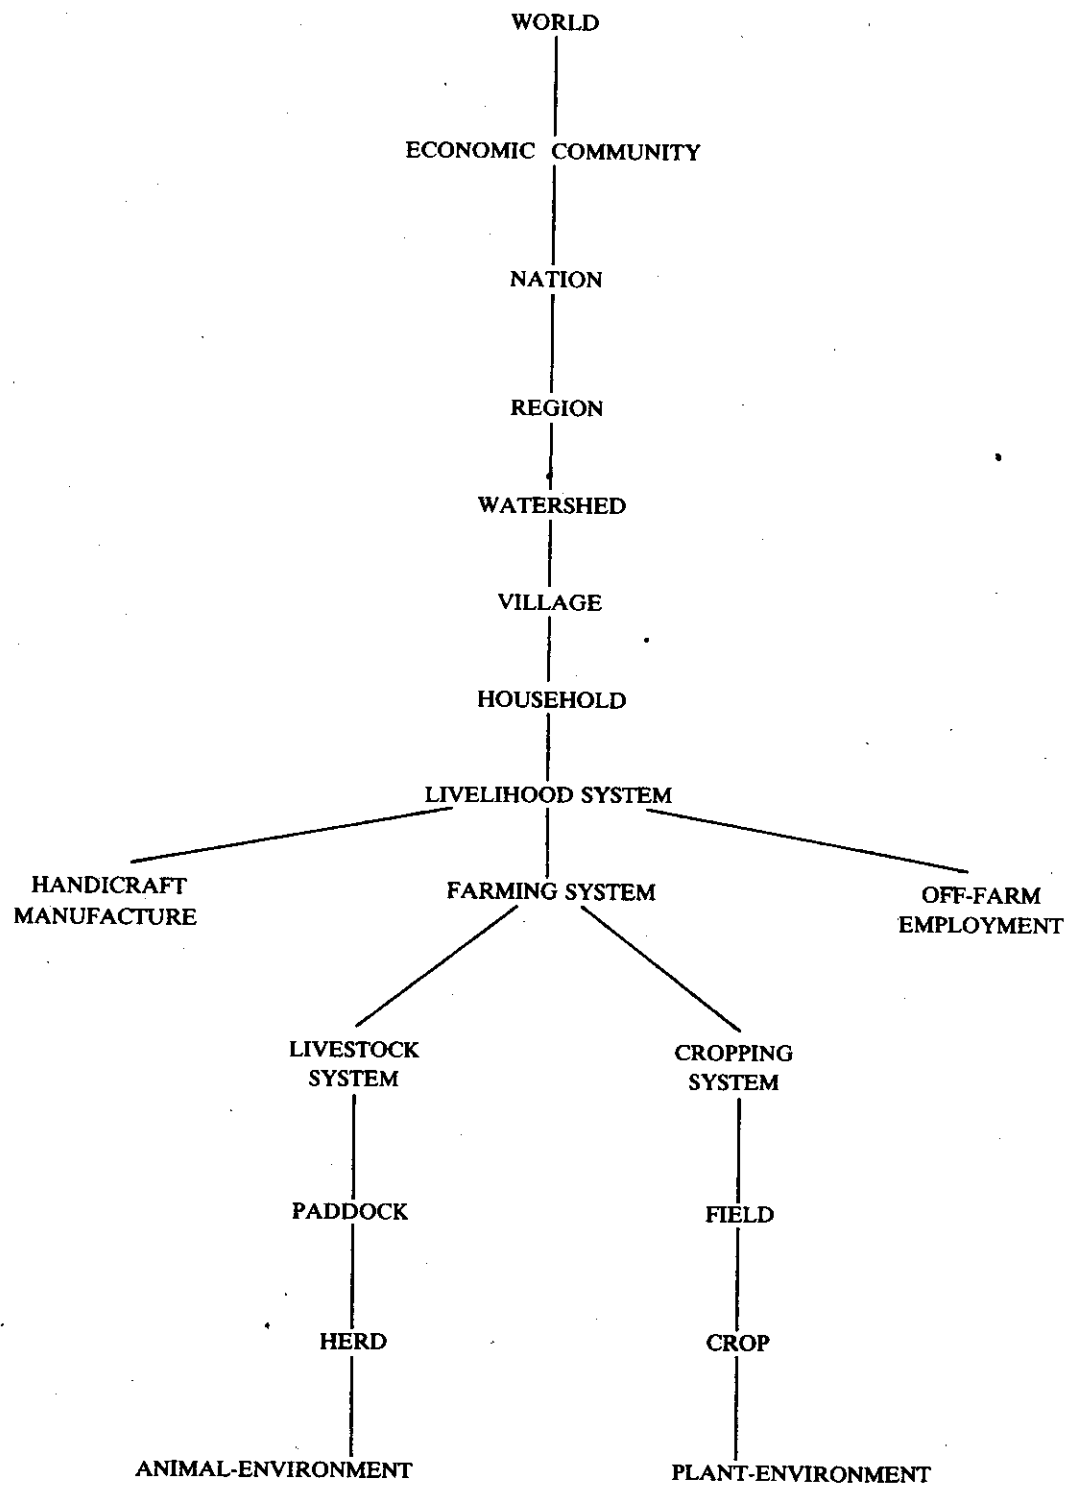 WORLD
ECONOMIC COMMUNITY
NATION
REGION
WATERSHED
VILLAGE
HOUSEHOLD
LIVELIHOOD SYSTEM
HANDICRAFT
MANUFACTURE
FARMING SYSTEM
OFF-FARM
EMPLOYMENT
LIVESTOCK
SYSTEM
CROPPING
SYSTEM
PADDOCK
FIELD
HERD
CROP
ANIMAL-ENVIRONMENT
PLANT-ENVIRONMENT